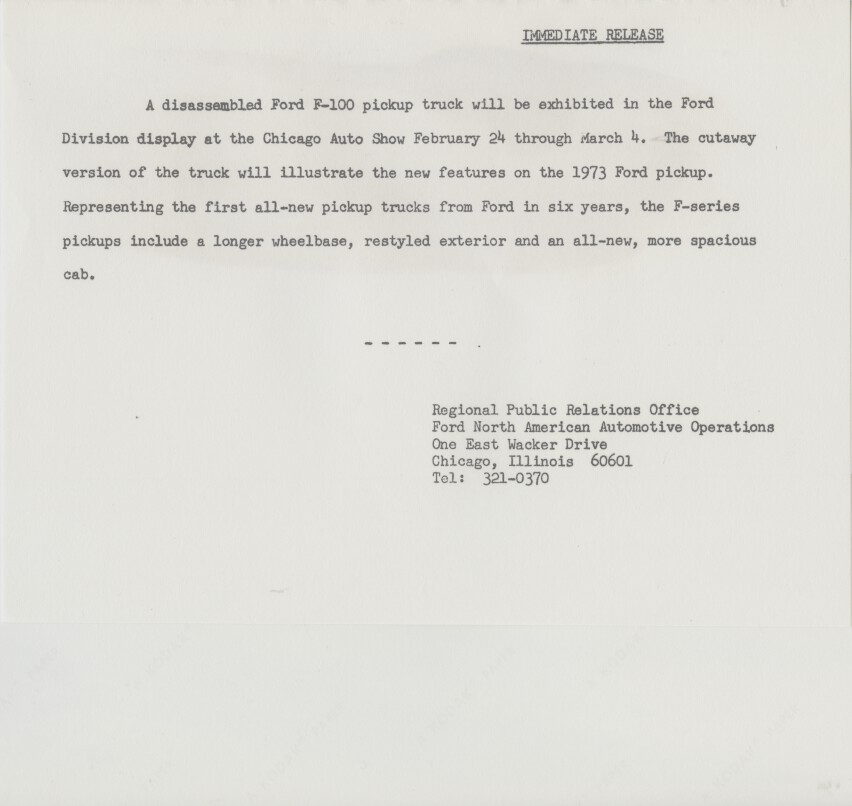 IMMEDIATE RELEASE
A disassembled Ford F-100 pickup truck will be exhibited in the Ford
Division display at the Chicago Auto Show February 24 through March 4. The cutaway
version of the truck will illustrate the new features on the 1973 Ford pickup.
Representing the first all-new pickup trucks from Ford in six years, the F-series
pickups include a longer wheelbase, restyled exterior and an all-new, more spacious
cab.
- - - - - -
Regional Public Relations Office
Ford North American Automotive Operations
One East Wacker Drive
Chicago, Illinois 60601
Tel: 321-0370